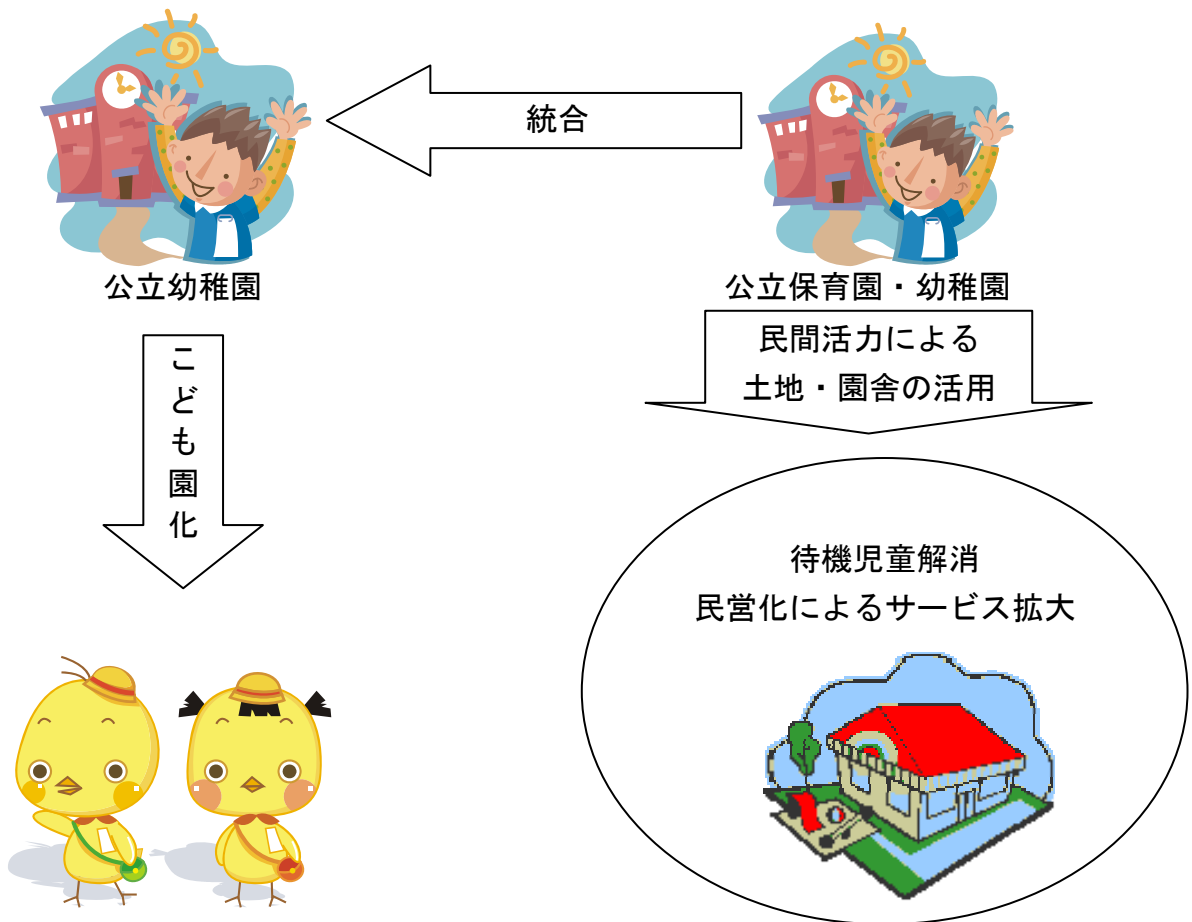 統合
公立幼稚園
公立保育園・幼稚園
こども園化
民間活力による
土地・園舎の活用
待機児童解消
民営化によるサービス拡大